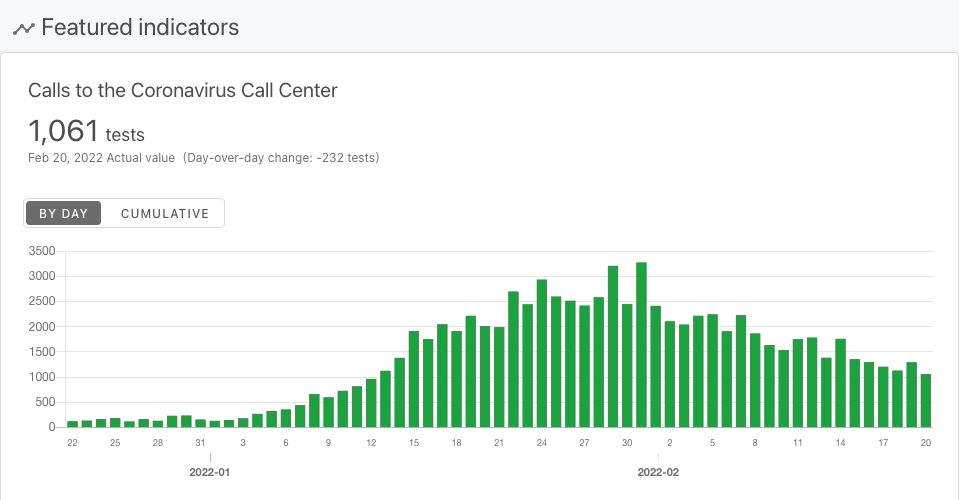 Featured indicators
Calls to the Coronavirus Call Center
1,061 tests
Feb 20, 2022 Actual value (Day-over-day change: -232 tests)
BY DAY CUMULATIVE
3500
3000
2500
2000
1500
1000
500
0
22 25 28 31 3 6 9 12 15 18 21 24 27 30 2 5 8 11 14 17 20
2022-01 2022-02